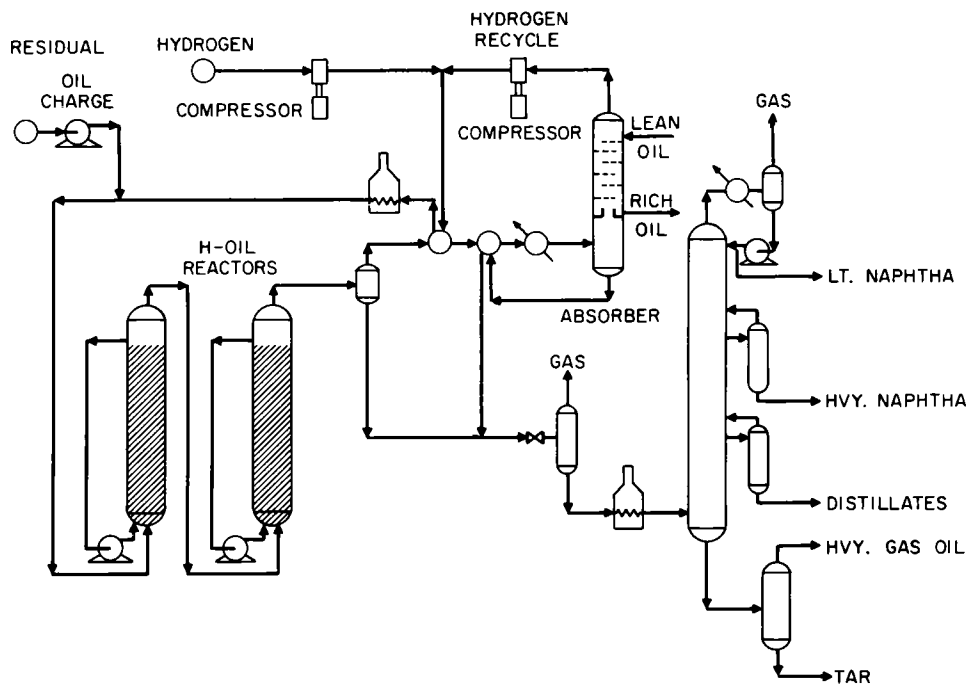 RESIDUAL
OIL
CHARGE
HYDROGEN
COMPRESSOR
HYDROGEN
RECYCLE
COMPRESSOR
LEAN
OIL
RICH
OIL
ABSORBER
GAS
LT. NAPHTHA
H-OIL
REACTORS
GAS
HVY. NAPHTHA
DISTILLATES
HVY. GAS OIL
TAR